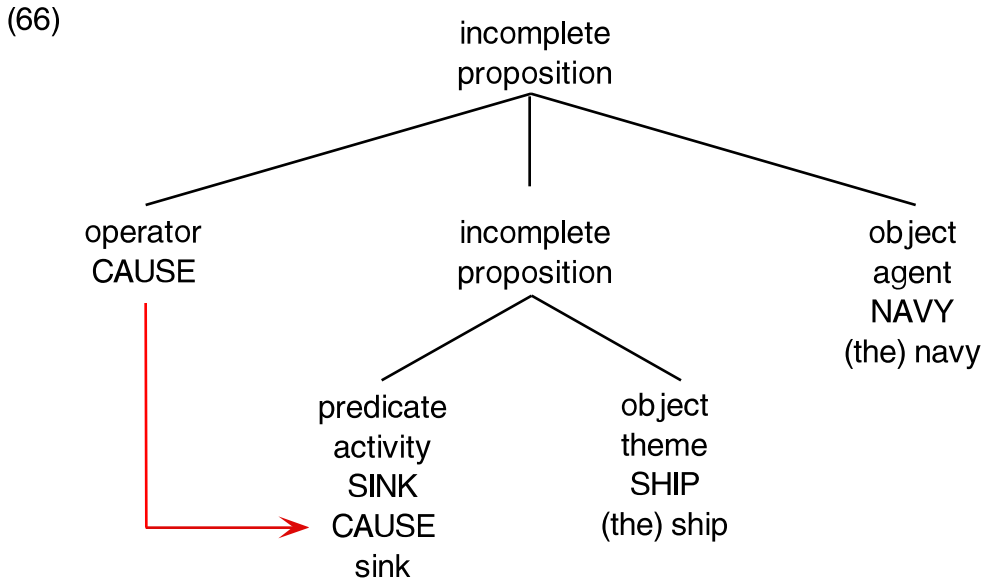 (66)
incomplete
proposition
operator
CAUSE
incomplete
proposition
object
agent
NAVY
(the) navy
predicate
activity
SINK
CAUSE
sink
object
theme
SHIP
(the) ship